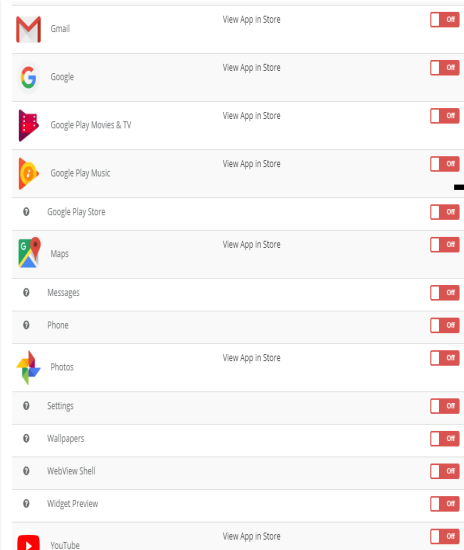 Gmail View App in Store Off
Google View App in Store Off
Google Play Movies & TV View App in Store Off
Google Play Music View App in Store Off
Google Play Store Off
Maps View App in Store Off
Messages Off
Phone Off
Photos View App in Store Off
Settings Off
Wallpapers Off
WebView Shell Off
Widget Preview Off
YouTube View App in Store Off